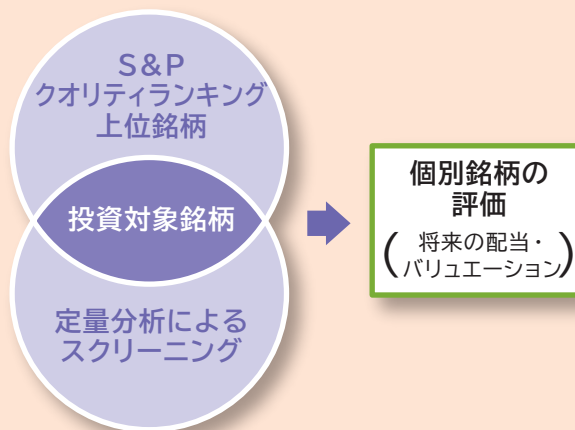 S&P
クオリティランキング
上位銘柄
投資対象銘柄
定量分析による
スクリーニング
個別銘柄の
評価
(将来の配当・
バリュエーション)